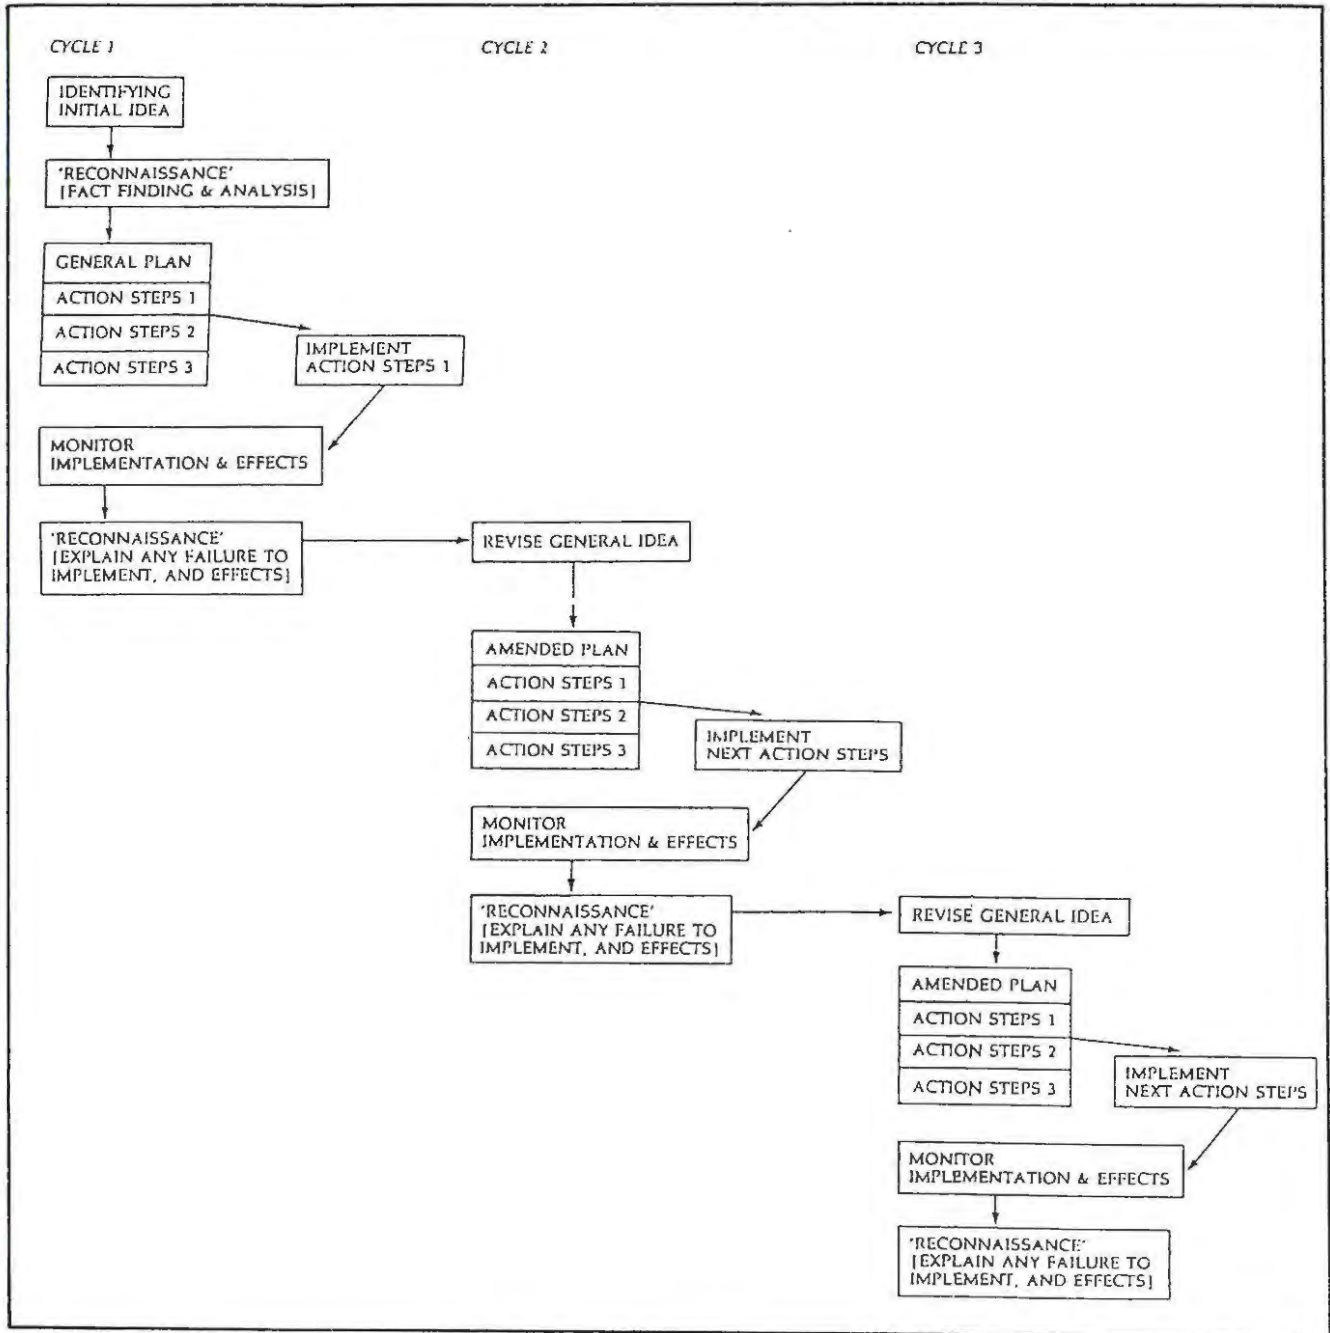 CYCLE 1
IDENTIFYING
INITIAL IDEA
'RECONNAISSANCE'
[FACT FINDING & ANALYSIS]
GENERAL PLAN
ACTION STEPS 1
ACTION STEPS 2
ACTION STEPS 3
IMPLEMENT
ACTION STEPS 1
MONITOR
IMPLEMENTATION & EFFECTS
'RECONNAISSANCE'
[EXPLAIN ANY FAILURE TO
IMPLEMENT, AND EFFECTS]
CYCLE 2
REVISE GENERAL IDEA
AMENDED PLAN
ACTION STEPS 1
ACTION STEPS 2
ACTION STEPS 3
IMPLEMENT
NEXT ACTION STEPS
MONITOR
IMPLEMENTATION & EFFECTS
'RECONNAISSANCE'
[EXPLAIN ANY FAILURE TO
IMPLEMENT, AND EFFECTS]
CYCLE 3
REVISE GENERAL IDEA
AMENDED PLAN
ACTION STEPS 1
ACTION STEPS 2
ACTION STEPS 3
IMPLEMENT
NEXT ACTION STEPS
MONITOR
IMPLEMENTATION & EFFECTS
'RECONNAISSANCE'
[EXPLAIN ANY FAILURE TO
IMPLEMENT, AND EFFECTS]